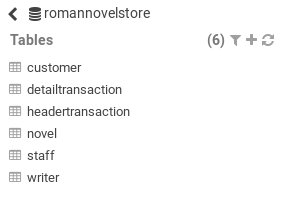 romannovelstore
Tables (6)
customer
detailtransaction
headertransaction
novel
staff
writer